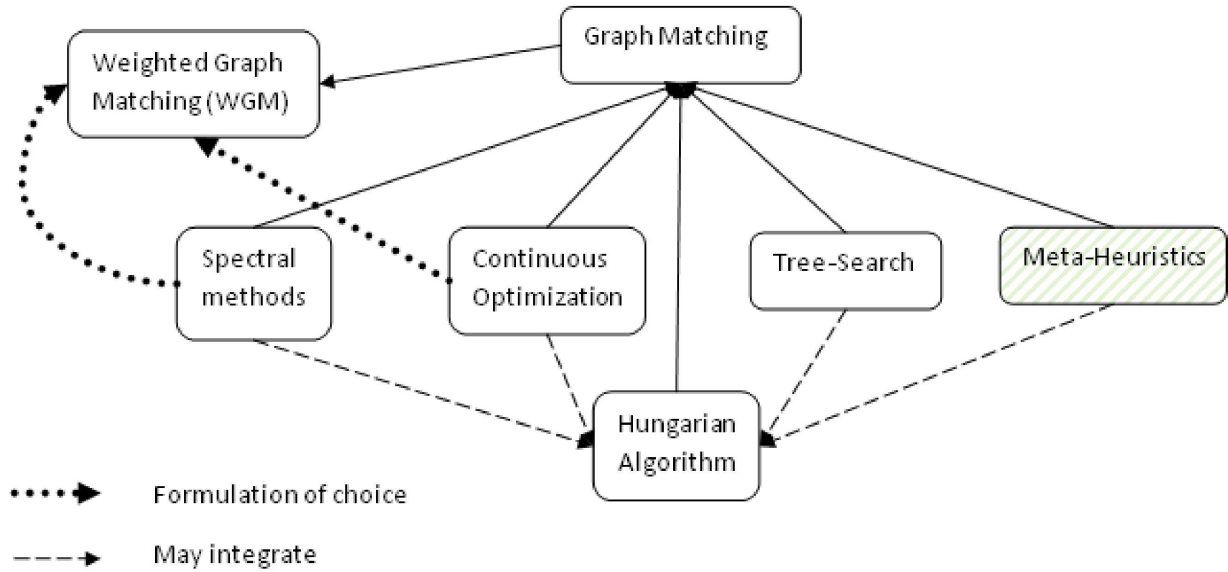 Graph Matching
Weighted Graph
Matching (WGM)
Spectral
methods
Continuous
Optimization
Tree-Search
Meta-Heuristics
Hungarian
Algorithm
Formulation of choice
May integrate